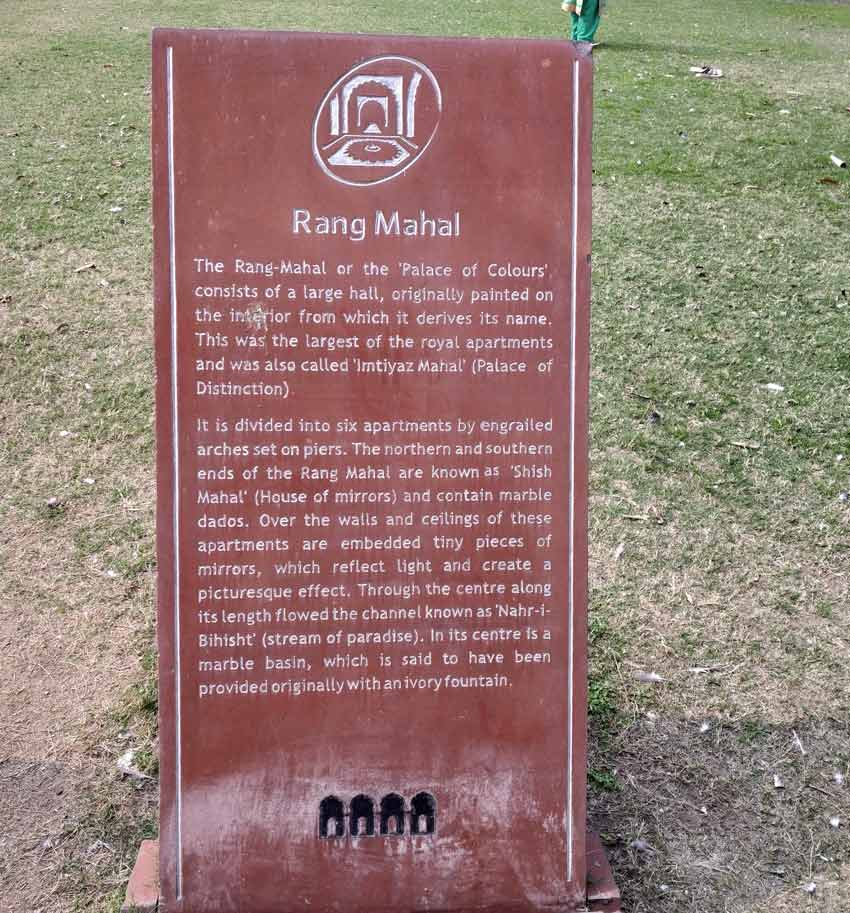 Rang Mahal
The Rang-Mahal or the 'Palace of Colours',
consists of a large hall, originally painted on
the interior from which it derives its name.
This was the largest of the royal apartments
and was also called 'Imtiyaz Mahal' (Palace of
Distinction).
It is divided into six apartments by engrailed
arches set on piers. The northern and southern
ends of the Rang Mahal are known as 'Shish
Mahal' (House of mirrors) and contain marble
dados. Over the walls and ceilings of these
apartments are embedded tiny pieces of
mirrors, which reflect light and create a
picturesque effect. Through the centre along
its length flowed the channel known as 'Nahr-i-
Bihisht' (stream of paradise). In its centre is a
marble basin, which is said to have been
provided originally with an ivory fountain.